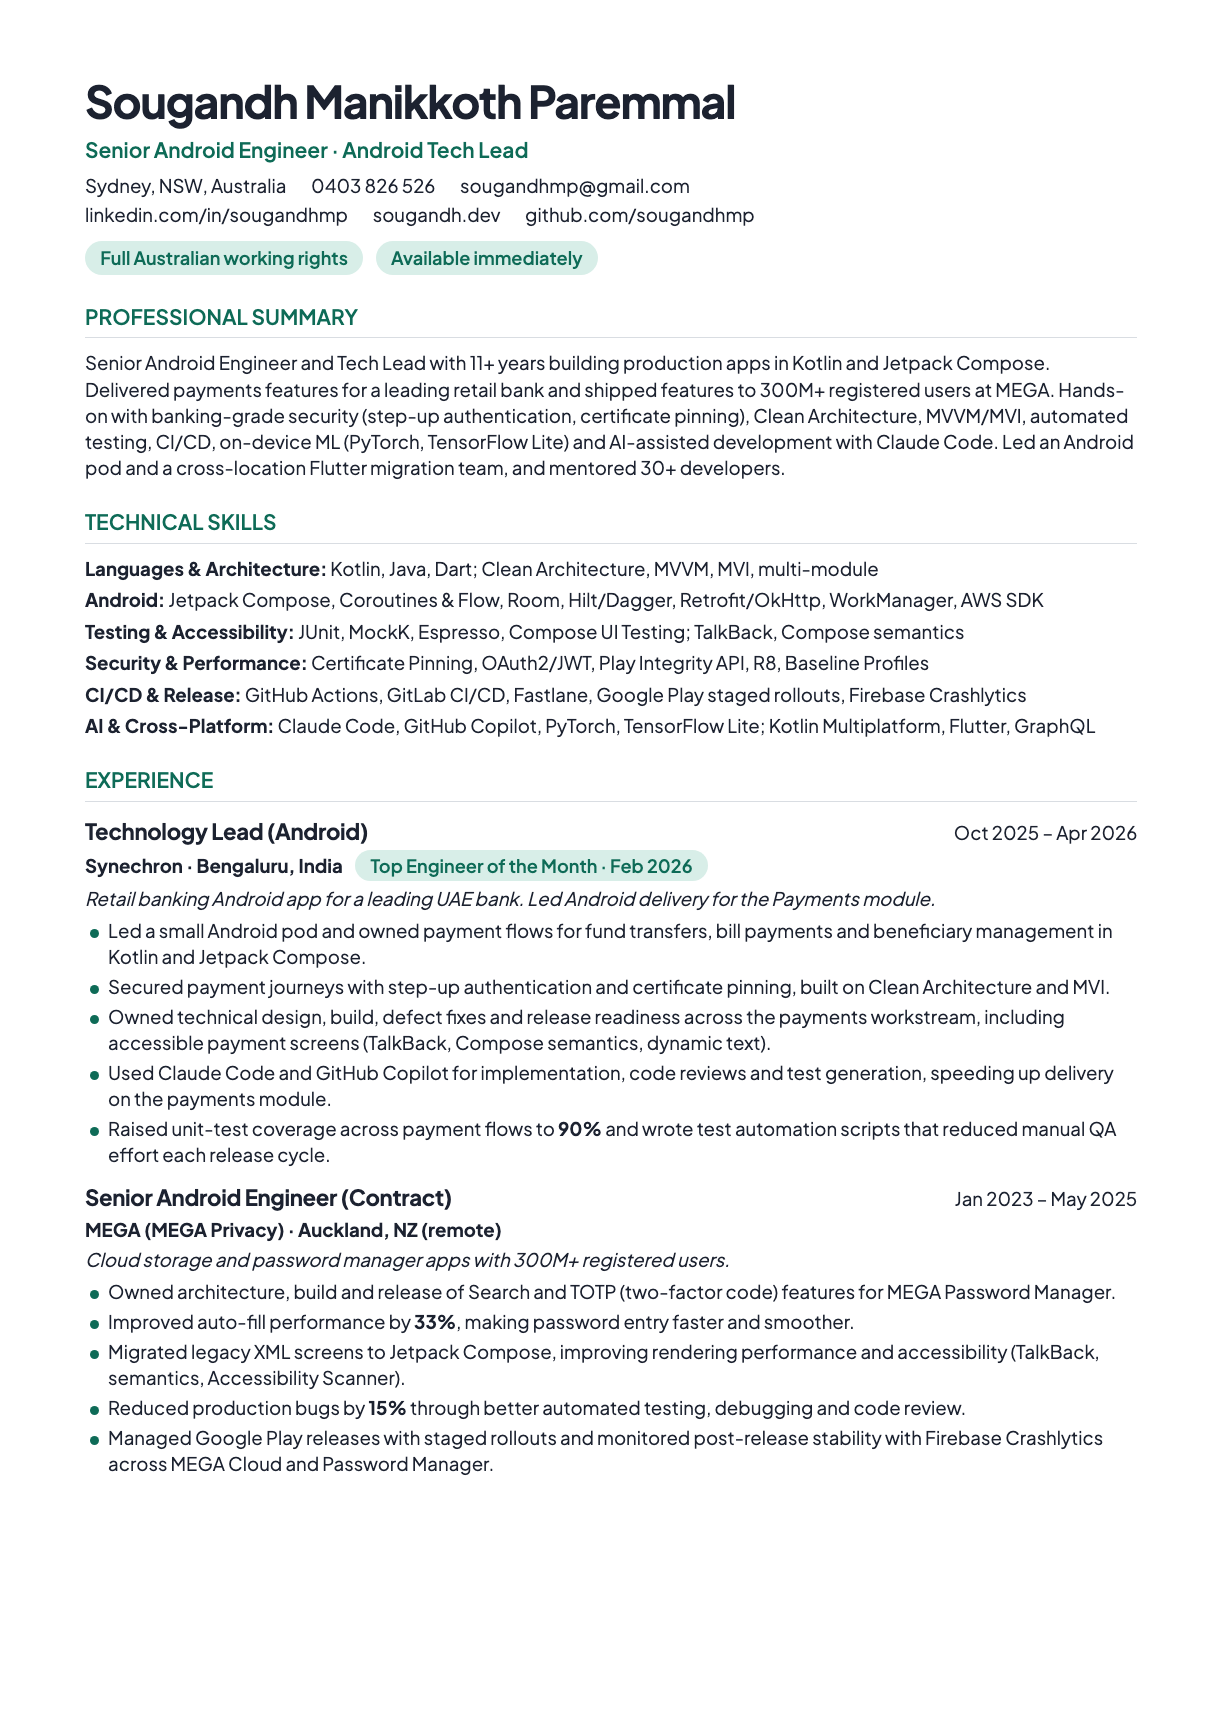 Sougandh Manikkoth Paremmal
Senior Android Engineer · Android Tech Lead
Sydney, NSW, Australia 0403 826 526 sougandhmp@gmail.com
linkedin.com/in/sougandhmp sougandh.dev github.com/sougandhmp
Full Australian working rights Available immediately
PROFESSIONAL SUMMARY
Senior Android Engineer and Tech Lead with 11+ years building production apps in Kotlin and Jetpack Compose.
Delivered payments features for a leading retail bank and shipped features to 300M+ registered users at MEGA. Hands-
on with banking-grade security (step-up authentication, certificate pinning), Clean Architecture, MVVM/MVI, automated
testing, CI/CD, on-device ML (PyTorch, TensorFlow Lite) and AI-assisted development with Claude Code. Led an Android
pod and a cross-location Flutter migration team, and mentored 30+ developers.
TECHNICAL SKILLS
Languages & Architecture: Kotlin, Java, Dart; Clean Architecture, MVVM, MVI, multi-module
Android: Jetpack Compose, Coroutines & Flow, Room, Hilt/Dagger, Retrofit/OkHttp, WorkManager, AWS SDK
Testing & Accessibility: JUnit, MockK, Espresso, Compose UI Testing; TalkBack, Compose semantics
Security & Performance: Certificate Pinning, OAuth2/JWT, Play Integrity API, R8, Baseline Profiles
CI/CD & Release: GitHub Actions, GitLab CI/CD, Fastlane, Google Play staged rollouts, Firebase Crashlytics
AI & Cross-Platform: Claude Code, GitHub Copilot, PyTorch, TensorFlow Lite; Kotlin Multiplatform, Flutter, GraphQL
EXPERIENCE
Technology Lead (Android) Oct 2025 – Apr 2026
Synechron · Bengaluru, India Top Engineer of the Month · Feb 2026
Retail banking Android app for a leading UAE bank. Led Android delivery for the Payments module.
● Led a small Android pod and owned payment flows for fund transfers, bill payments and beneficiary management in
Kotlin and Jetpack Compose.
● Secured payment journeys with step-up authentication and certificate pinning, built on Clean Architecture and MVI.
● Owned technical design, build, defect fixes and release readiness across the payments workstream, including
accessible payment screens (TalkBack, Compose semantics, dynamic text).
● Used Claude Code and GitHub Copilot for implementation, code reviews and test generation, speeding up delivery
on the payments module.
● Raised unit-test coverage across payment flows to 90% and wrote test automation scripts that reduced manual QA
effort each release cycle.
Senior Android Engineer (Contract) Jan 2023 – May 2025
MEGA (MEGA Privacy) · Auckland, NZ (remote)
Cloud storage and password manager apps with 300M+ registered users.
● Owned architecture, build and release of Search and TOTP (two-factor code) features for MEGA Password Manager.
● Improved auto-fill performance by 33%, making password entry faster and smoother.
● Migrated legacy XML screens to Jetpack Compose, improving rendering performance and accessibility (TalkBack,
semantics, Accessibility Scanner).
● Reduced production bugs by 15% through better automated testing, debugging and code review.
● Managed Google Play releases with staged rollouts and monitored post-release stability with Firebase Crashlytics
across MEGA Cloud and Password Manager.